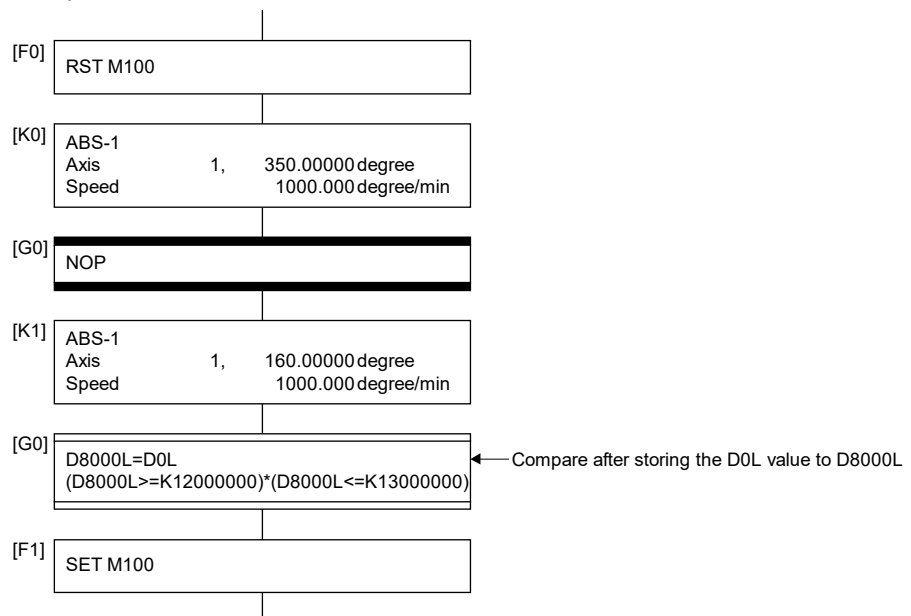 [F0]
RST M100
[K0]
ABS-1
Axis 1, 350.00000 degree
Speed 1000.000 degree/min
[G0]
NOP
[K1]
ABS-1
Axis 1, 160.00000 degree
Speed 1000.000 degree/min
[G0]
D8000L=D0L
(D8000L>=K12000000)*(D8000L<=K13000000)
Compare after storing the D0L value to D8000L
[F1]
SET M100